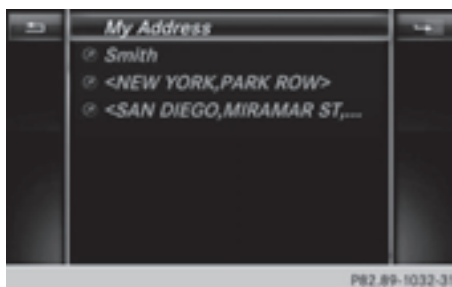 My Address
Smith
<NEW YORK,PARK ROW>
<SAN DIEGO,MIRAMAR ST,...
P82.89-1032-31